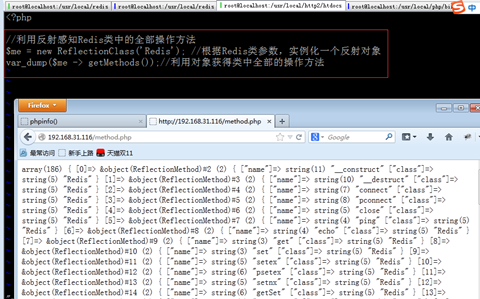 root@localhost:/usr/local/redis
root@localhost:/usr/local/redis
root@localhost:/usr/local/http2/htdocs
root@localhost:/usr/local/php/bi
<?php
//利用反射感知Redis类中的全部操作方法
$me = new ReflectionClass('Redis'); //根据Redis类参数，实例化一个反射对象
var_dump($me -> getMethods());//利用对象获得类中全部的操作方法
Firefox
phpinfo()
http://192.168.31.116/method.php
192.168.31.116/method.php
Google
最常访问 新手上路 天猫双11
array(186) { [0]=> &object(ReflectionMethod)#2 (2) { ["name"]=> string(11) "__construct" ["class"]=>
string(5) "Redis" } [1]=> &object(ReflectionMethod)#3 (2) { ["name"]=> string(10) "__destruct" ["class"]=>
string(5) "Redis" } [2]=> &object(ReflectionMethod)#4 (2) { ["name"]=> string(7) "connect" ["class"]=>
string(5) "Redis" } [3]=> &object(ReflectionMethod)#5 (2) { ["name"]=> string(8) "pconnect" ["class"]=>
string(5) "Redis" } [4]=> &object(ReflectionMethod)#6 (2) { ["name"]=> string(5) "close" ["class"]=>
string(5) "Redis" } [5]=> &object(ReflectionMethod)#7 (2) { ["name"]=> string(4) "ping" ["class"]=> string(5)
"Redis" } [6]=> &object(ReflectionMethod)#8 (2) { ["name"]=> string(4) "echo" ["class"]=> string(5) "Redis" }
[7]=> &object(ReflectionMethod)#9 (2) { ["name"]=> string(3) "get" ["class"]=> string(5) "Redis" } [8]=>
&object(ReflectionMethod)#10 (2) { ["name"]=> string(3) "set" ["class"]=> string(5) "Redis" } [9]=>
&object(ReflectionMethod)#11 (2) { ["name"]=> string(5) "setex" ["class"]=> string(5) "Redis" } [10]=>
&object(ReflectionMethod)#12 (2) { ["name"]=> string(6) "psetex" ["class"]=> string(5) "Redis" } [11]=>
&object(ReflectionMethod)#13 (2) { ["name"]=> string(5) "setnx" ["class"]=> string(5) "Redis" } [12]=>
&object(ReflectionMethod)#14 (2) { ["name"]=> string(6) "getSet" ["class"]=> string(5) "Redis" } [13]=>